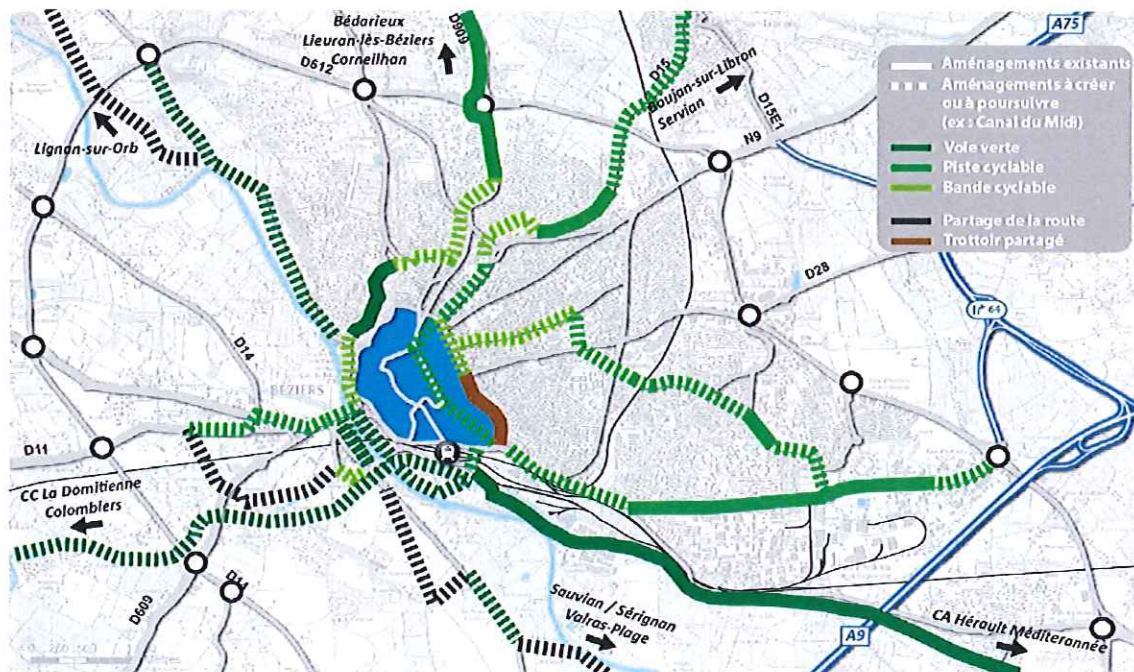 Bédarieux
Lieuran-lès-Béziers
Corneilhan
D909
D612
D15
Boujan-sur-Libron
Servian
D15E1
N9
A75
Aménagements existants
Aménagements à créer
ou à poursuivre
(ex : Canal du Midi)
Voie verte
Piste cyclable
Bande cyclable
Partage de la route
Trottoir partagé
Lignan-sur-Orb
D28
64
D14
BÉZIERS
D11
CC La Domitienne
Colombiers
D609
Sauvian / Sérignan
Valras-Plage
A9
CA Hérault Méditerannée